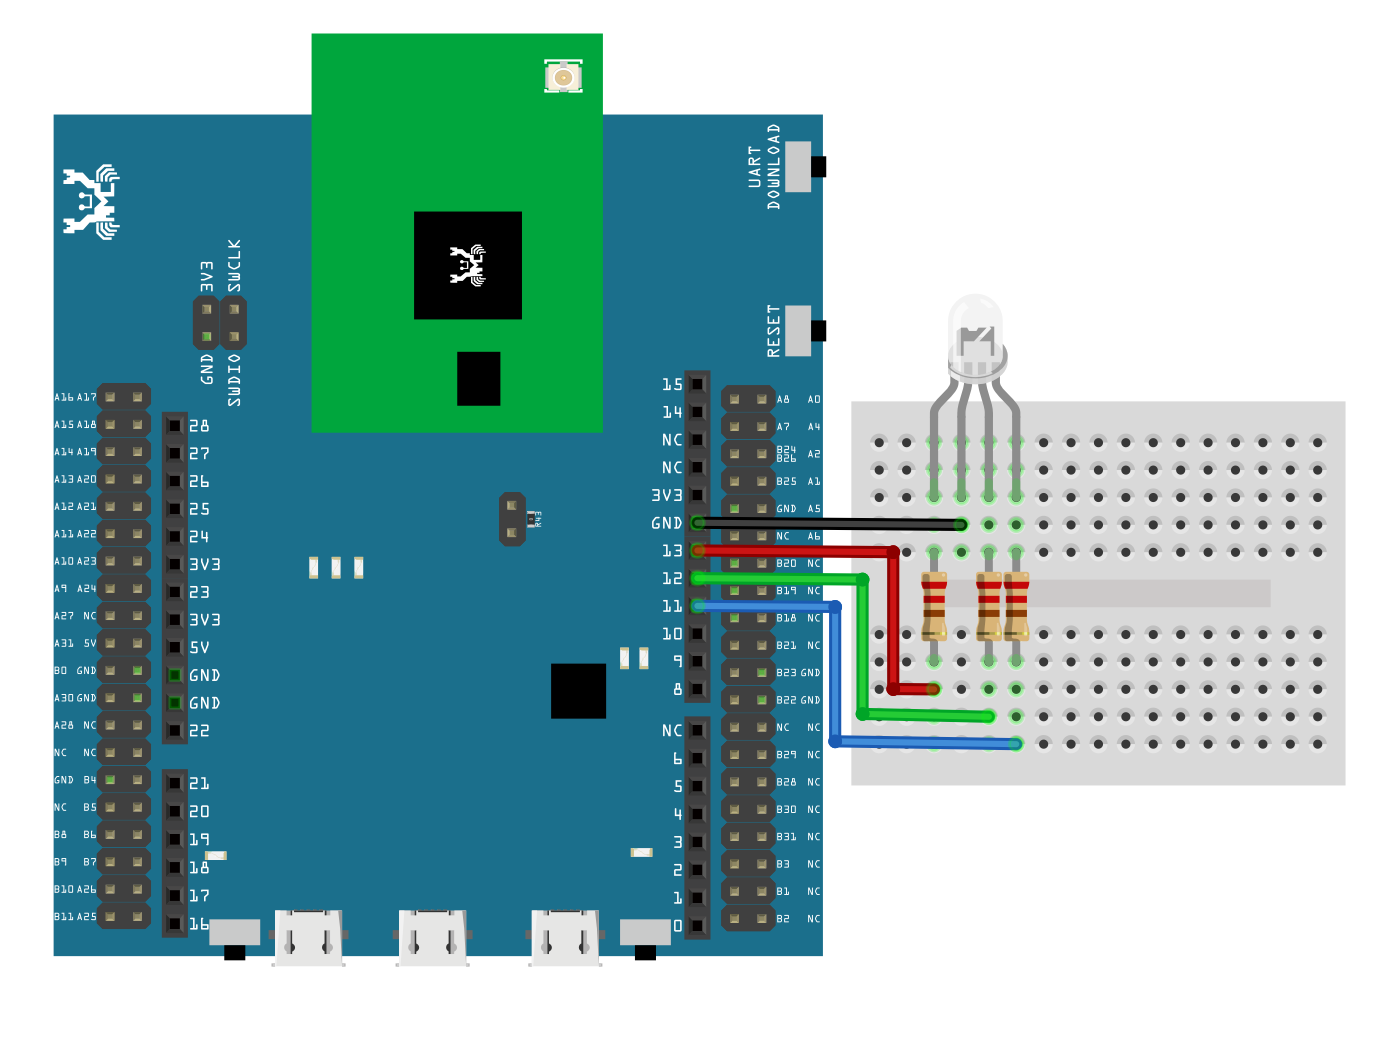 UART
DOWNLOAD
3V3 SWCLK
GND SWDIO
RESET
A16 A17
A15 A18
A14 A19
A13 A20
A12 A21
A11 A22
A10 A23
A9 A24
A27 NC
A31 5V
B0 GND
A30 GND
A28 NC
NC NC
GND B4
NC B5
B8 B6
B9 B7
B10 A26
B11 A25
28
27
26
25
24
3V3
23
3V3
5V
GND
GND
22
21
20
19
18
17
16
15
14
NC
NC
3V3
GND
13
12
11
10
9
8
NC
6
5
4
3
2
1
0
A8 A0
A7 A4
B24
B26 A2
B25 A1
GND A5
NC A6
B20 NC
B19 NC
B18 NC
B21 NC
B23 GND
B22 GND
NC NC
B29 NC
B28 NC
B30 NC
B31 NC
B3 NC
B1 NC
B2 NC